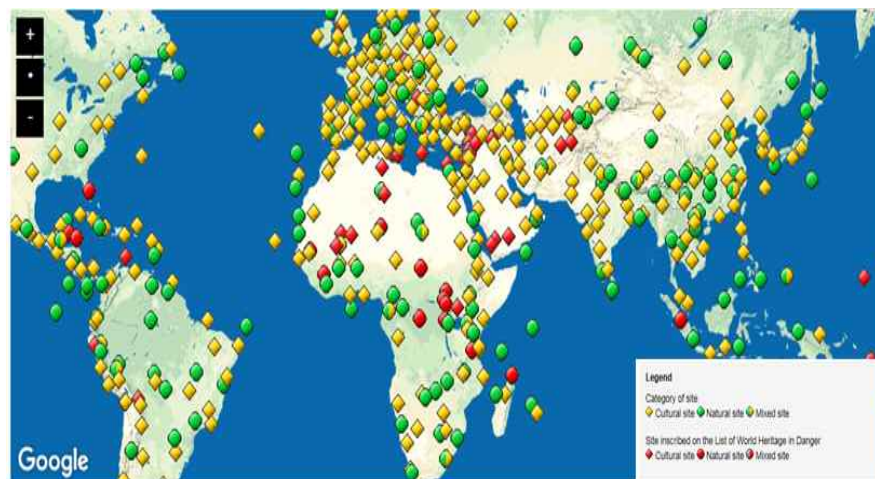 +
-
Legend
Category of site
Cultural site Natural site Mixed site
Site inscribed on the List of World Heritage in Danger
Cultural site Natural site Mixed site
Google